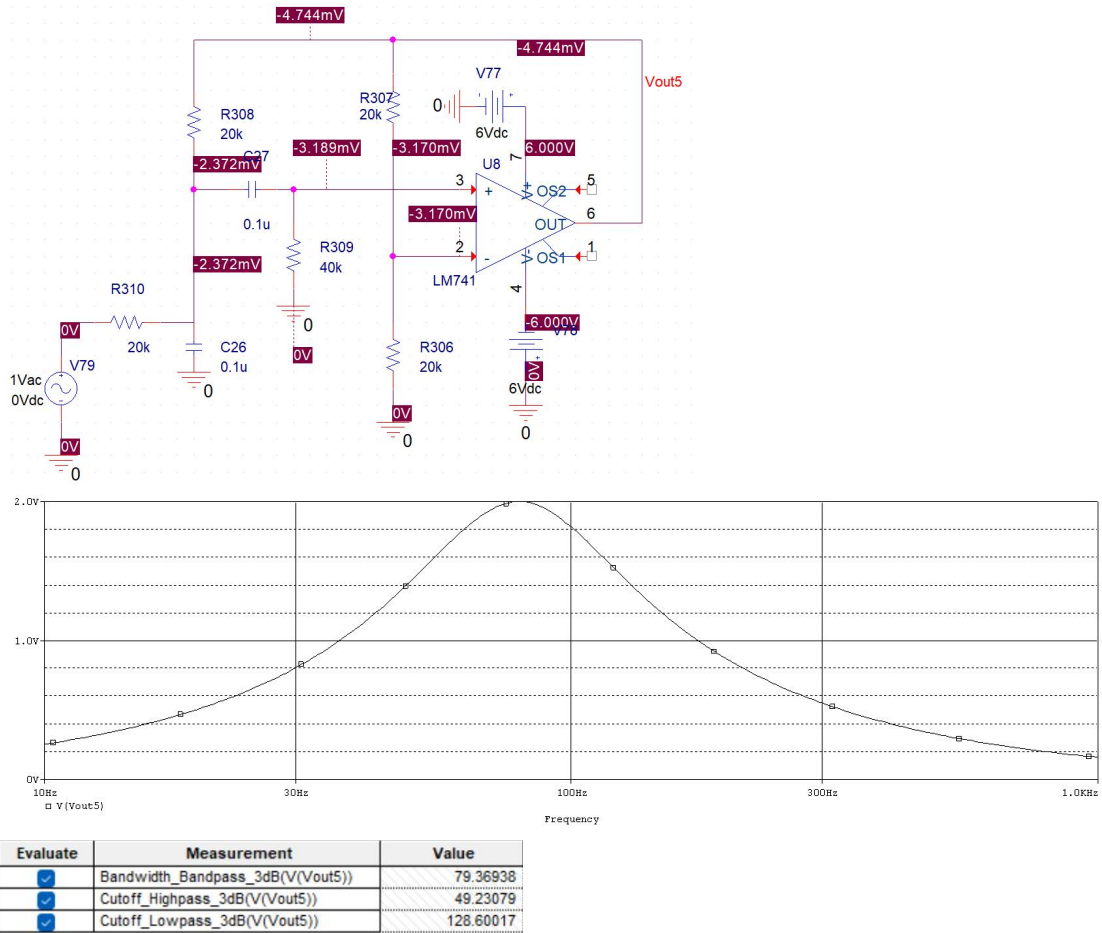 -4.744mV
-4.744mV
Vout5
V77
0
6Vdc
R307
20k
R308
20k
-2.372mV
C27
0.1u
-3.189mV
-3.170mV
6.000V
U8
7
3
+
V+
OS2
5
OUT
6
-3.170mV
2
-
V-
OS1
1
LM741
4
R309
40k
0
0V
-2.372mV
R310
20k
0V
V79
1Vac
0Vdc
0V
0
C26
0.1u
0
R306
20k
0V
0
-6.000V
V78
0V
6Vdc
0
2.0V
1.0V
0V
10Hz
30Hz
100Hz
300Hz
1.0KHz
V(Vout5)
Frequency
Evaluate Measurement Value
Bandwidth_Bandpass_3dB(V(Vout5)) 79.36938
Cutoff_Highpass_3dB(V(Vout5)) 49.23079
Cutoff_Lowpass_3dB(V(Vout5)) 128.60017